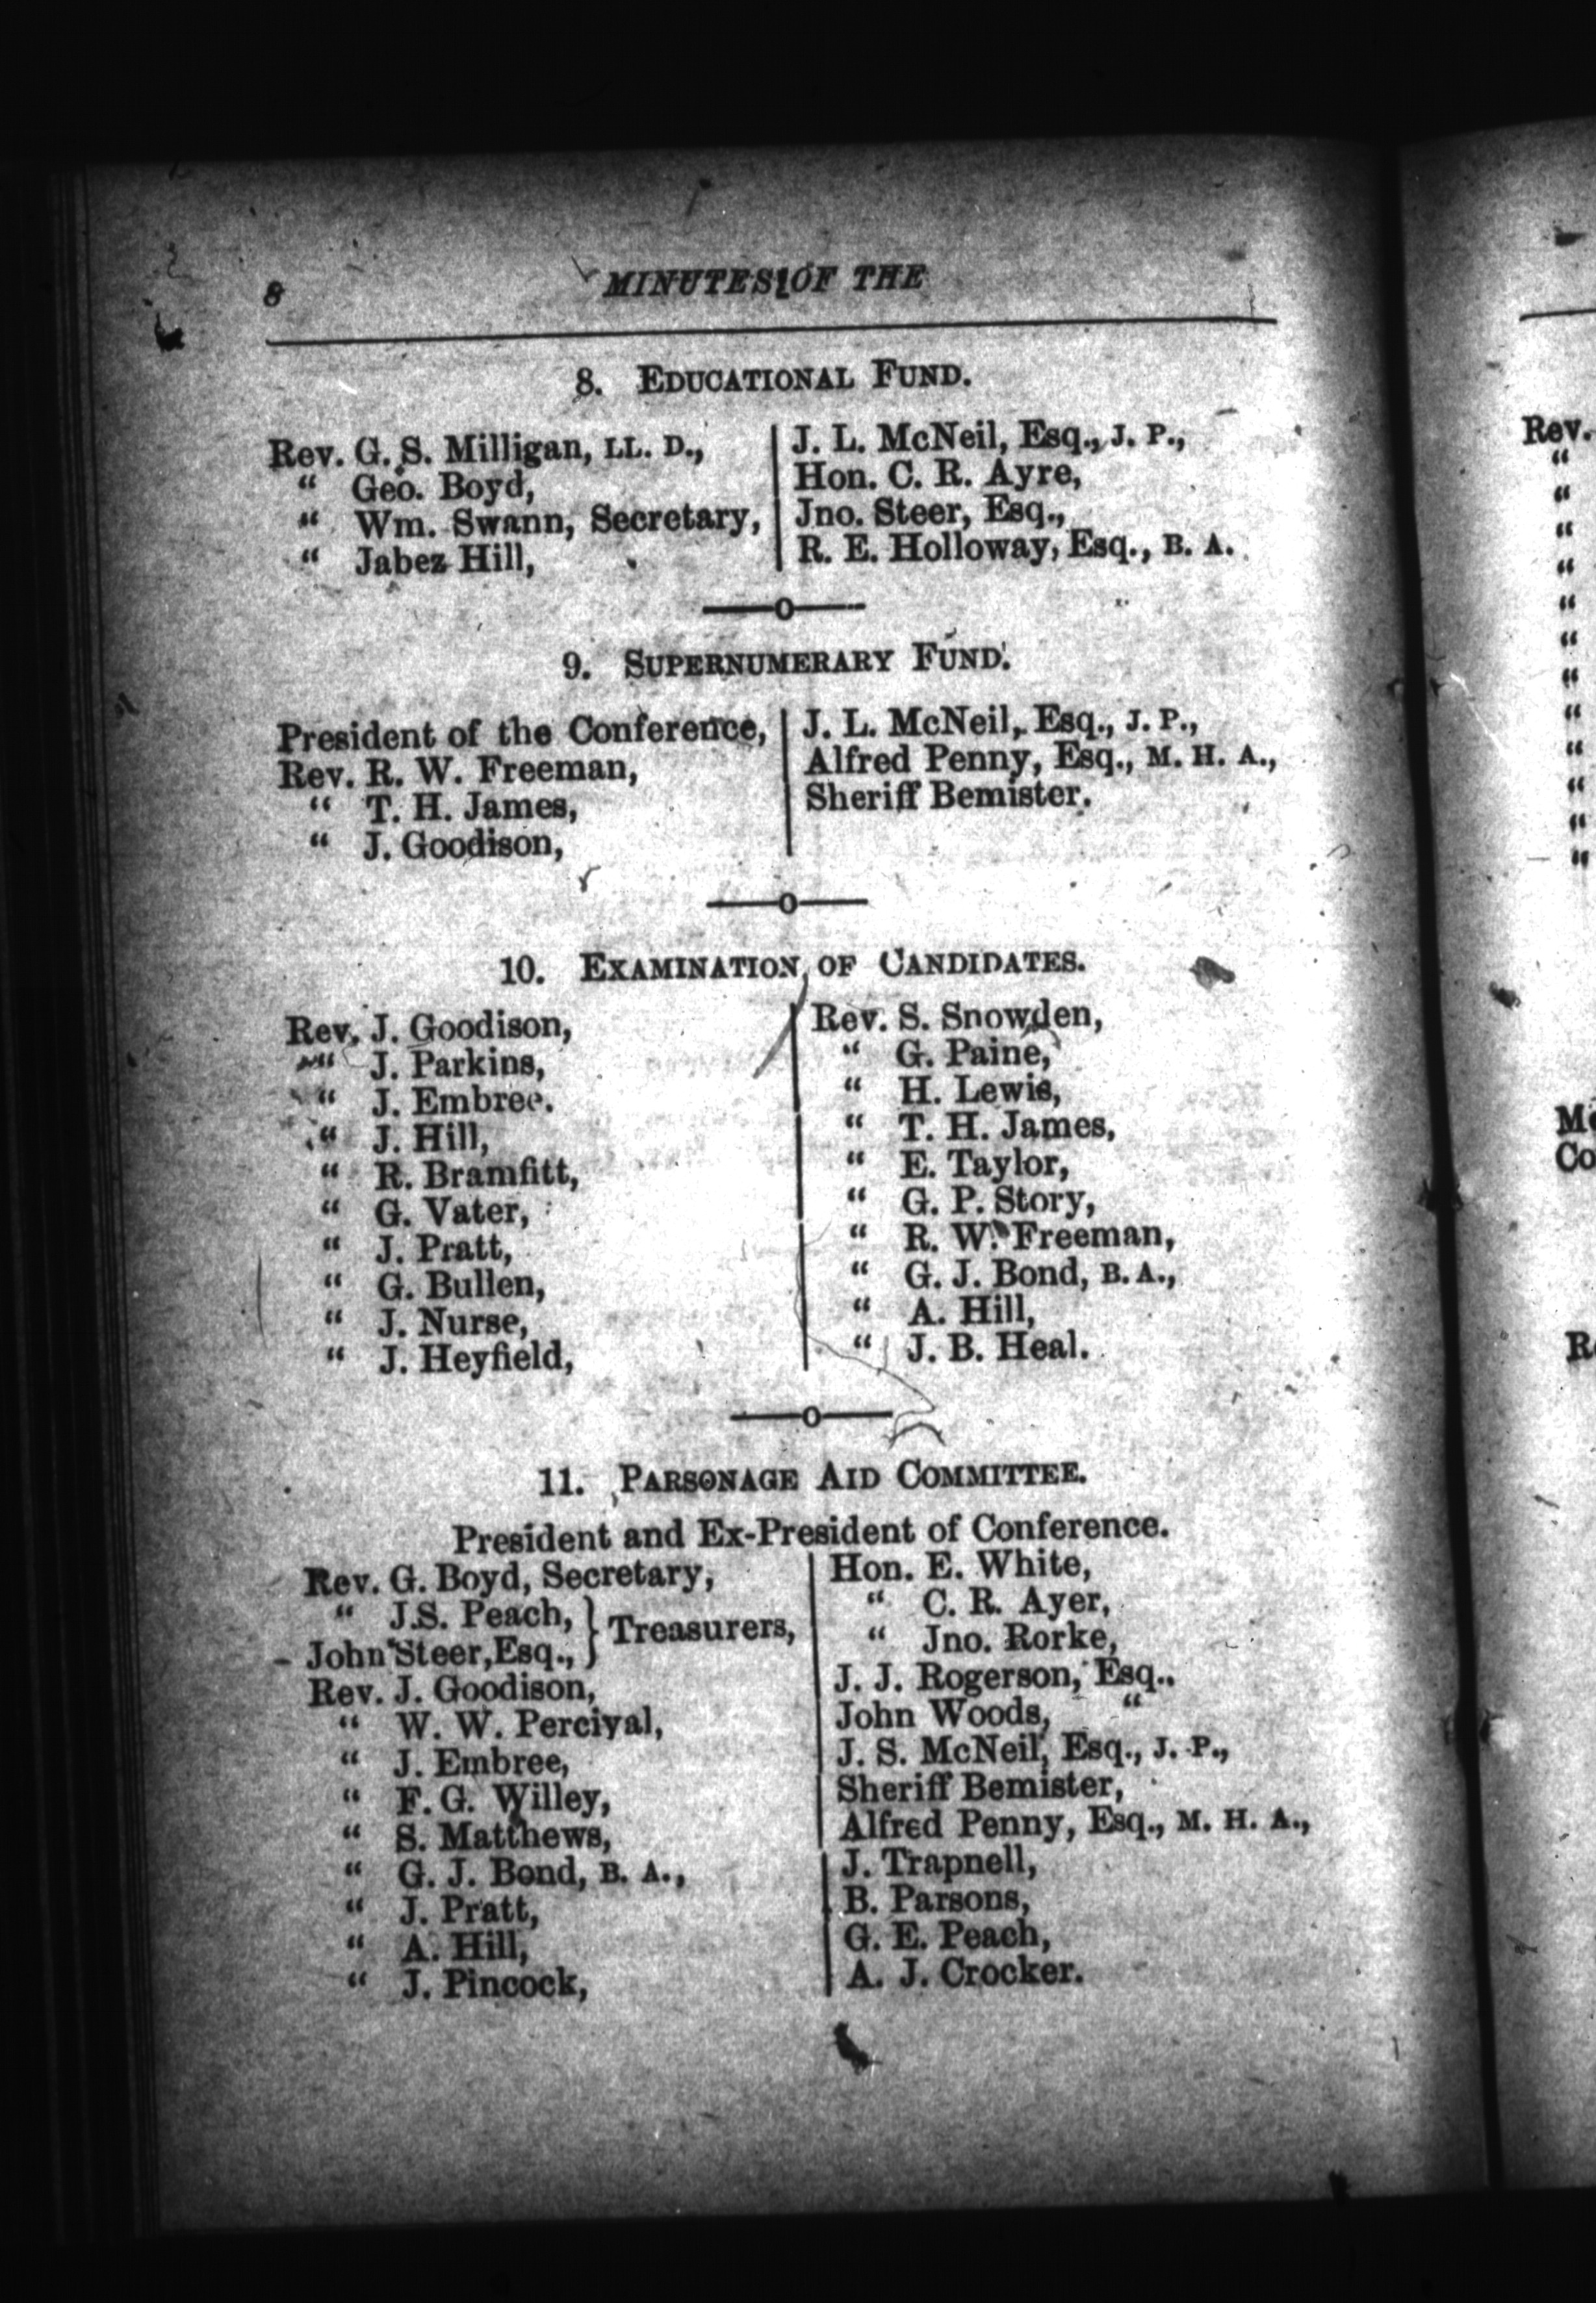 8 MINUTES OF THE
8. EDUCATIONAL FUND.
Rev. G. S. Milligan, LL. D.,
“ Geo. Boyd,
“ Wm. Swann, Secretary,
“ Jabez Hill,
J. L. McNeil, Esq., J. P.,
Hon. C. R. Ayre,
Jno. Steer, Esq.,
R. E. Holloway, Esq., B. A.
——o——
9. SUPERNUMERARY FUND.
President of the Conference,
Rev. R. W. Freeman,
“ T. H. James,
“ J. Goodison,
J. L. McNeil, Esq., J. P.,
Alfred Penny, Esq., M. H. A.,
Sheriff Bemister.
——o——
10. EXAMINATION OF CANDIDATES.
Rev. J. Goodison,
“ J. Parkins,
“ J. Embree.
“ J. Hill,
“ R. Bramfitt,
“ G. Vater,
“ J. Pratt,
“ G. Bullen,
“ J. Nurse,
“ J. Heyfield,
Rev. S. Snowden,
“ G. Paine,
“ H. Lewis,
“ T. H. James,
“ E. Taylor,
“ G. P. Story,
“ R. W. Freeman,
“ G. J. Bond, B. A.,
“ A. Hill,
“ J. B. Heal.
——o——
11. PARSONAGE AID COMMITTEE.
President and Ex-President of Conference.
Rev. G. Boyd, Secretary,
“ J.S. Peach, } Treasurers,
John Steer, Esq.,
Rev. J. Goodison,
“ W. W. Percival,
“ J. Embree,
“ F. G. Willey,
“ S. Matthews,
“ G. J. Bond, B. A.,
“ J. Pratt,
“ A. Hill,
“ J. Pincock,
Hon. E. White,
“ C. R. Ayer,
“ Jno. Rorke,
J. J. Rogerson, Esq.,
John Woods, “
J. S. McNeil, Esq., J. P.,
Sheriff Bemister,
Alfred Penny, Esq., M. H. A.,
J. Trapnell,
B. Parsons,
G. E. Peach,
A. J. Crocker.
Rev.
“
“
“
“
“
“
“
“
“
“
“
“
Co